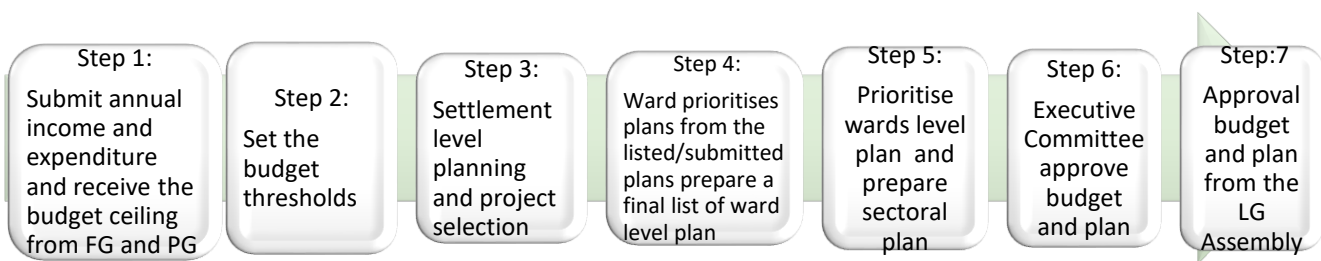 Step 1:
Submit annual
income and
expenditure
and receive the
budget ceiling
from FG and PG
Step 2:
Set the
budget
thresholds
Step 3:
Settlement
level
planning
and project
selection
Step 4:
Ward prioritises
plans from the
listed/submitted
plans prepare a
final list of ward
level plan
Step 5:
Prioritise
wards level
plan and
prepare
sectoral
plan
Step 6:
Executive
Committee
approve
budget
and plan
Step:7
Approval
budget
and plan
from the
LG
Assembly